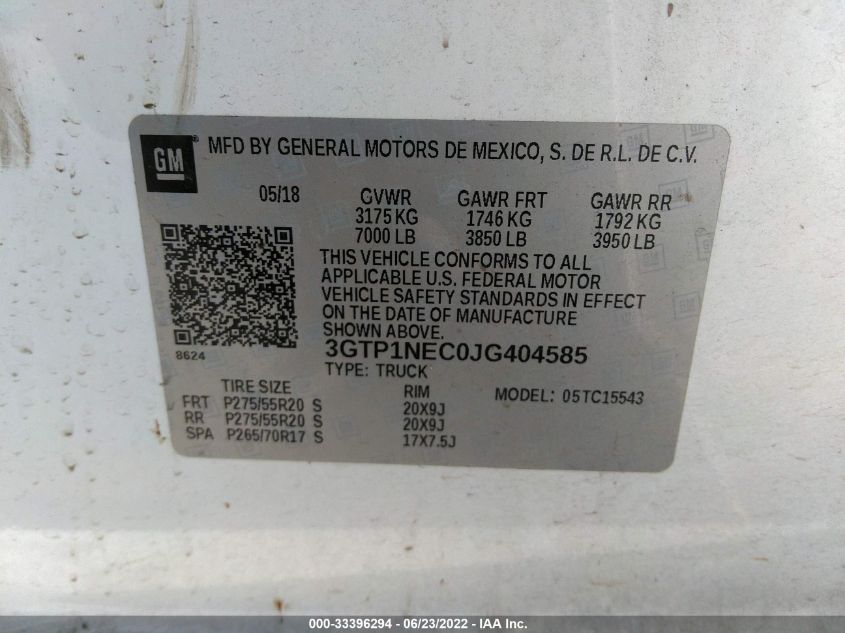 GM ® MFD BY GENERAL MOTORS DE MEXICO, S. DE R.L. DE C.V.
05/18 GVWR GAWR FRT GAWR RR
3175 KG 1746 KG 1792 KG
7000 LB 3850 LB 3950 LB
THIS VEHICLE CONFORMS TO ALL
APPLICABLE U.S. FEDERAL MOTOR
VEHICLE SAFETY STANDARDS IN EFFECT
ON THE DATE OF MANUFACTURE
SHOWN ABOVE.
8624 3GTP1NEC0JG404585
TYPE: TRUCK
TIRE SIZE RIM MODEL: 05TC15543
FRT P275/55R20 S 20X9J
RR P275/55R20 S 20X9J
SPA P265/70R17 S 17X7.5J
000-33396294 - 06/23/2022 - IAA Inc.